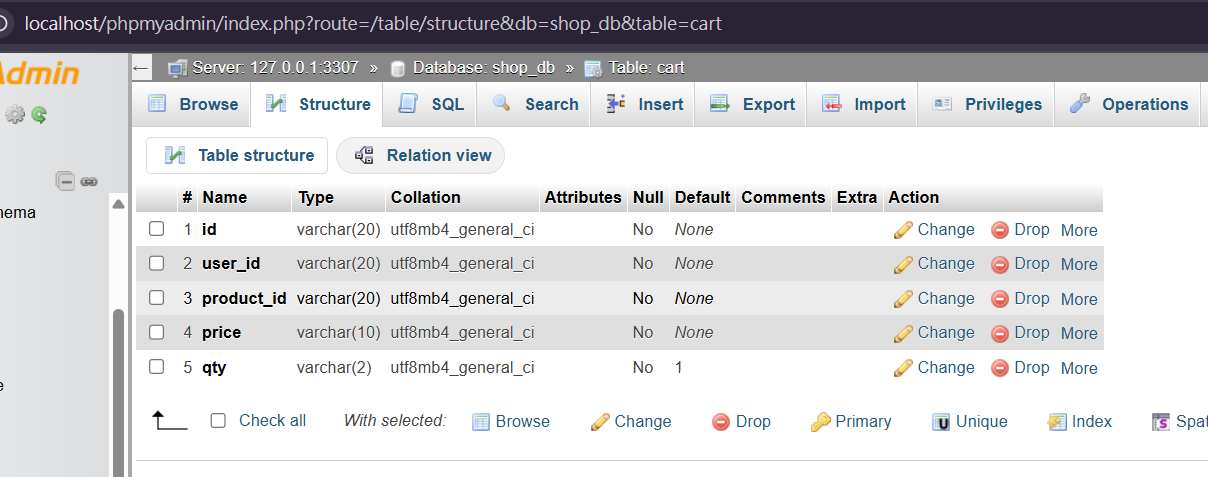 localhost/phpmyadmin/index.php?route=/table/structure&db=shop_db&table=cart
Admin
← Server: 127.0.0.1:3307 » Database: shop_db » Table: cart
Browse Structure SQL Search Insert Export Import Privileges Operations
Table structure Relation view
# Name Type Collation Attributes Null Default Comments Extra Action
1 id varchar(20) utf8mb4_general_ci No None Change Drop More
nema
2 user_id varchar(20) utf8mb4_general_ci No None Change Drop More
3 product_id varchar(20) utf8mb4_general_ci No None Change Drop More
4 price varchar(10) utf8mb4_general_ci No None Change Drop More
5 qty varchar(2) utf8mb4_general_ci No 1 Change Drop More
e
Check all With selected: Browse Change Drop Primary Unique Index Spat